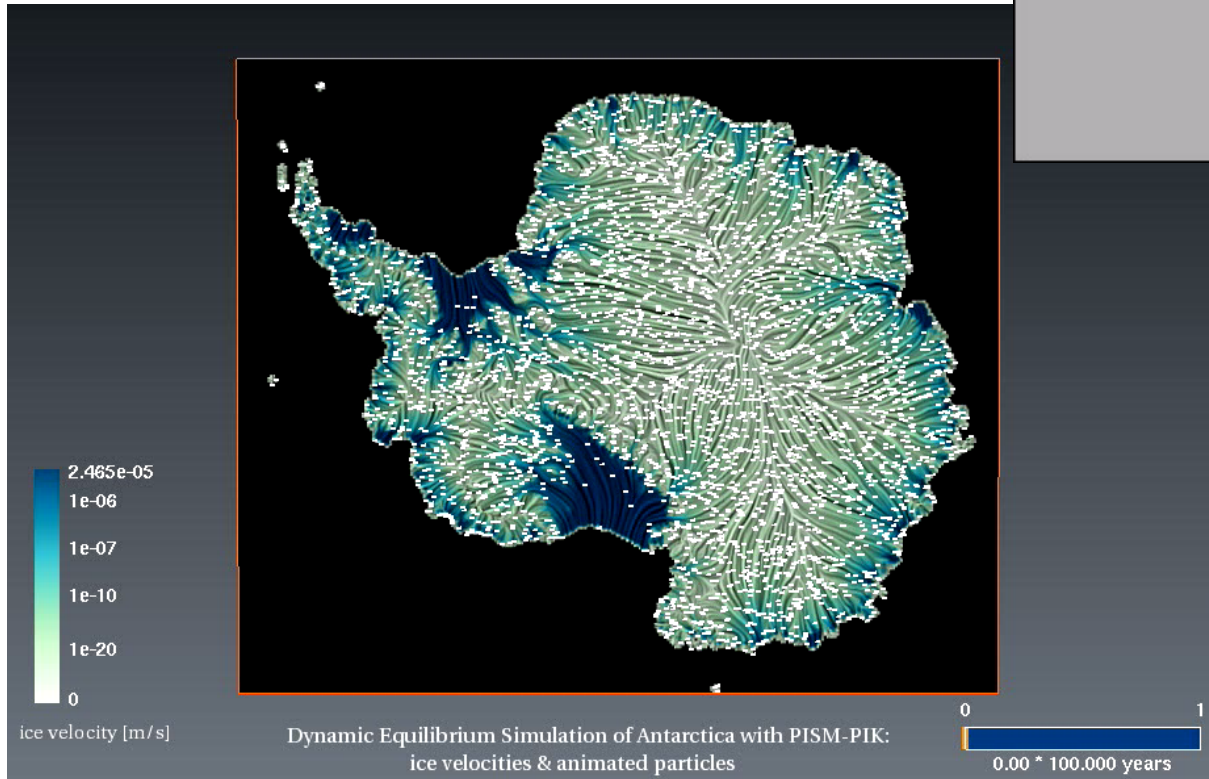 2.465e-05
1e-06
1e-07
1e-10
1e-20
0
ice velocity [m/s]
Dynamic Equilibrium Simulation of Antarctica with PISM-PIK:
ice velocities & animated particles
0 1
0.00 * 100.000 years